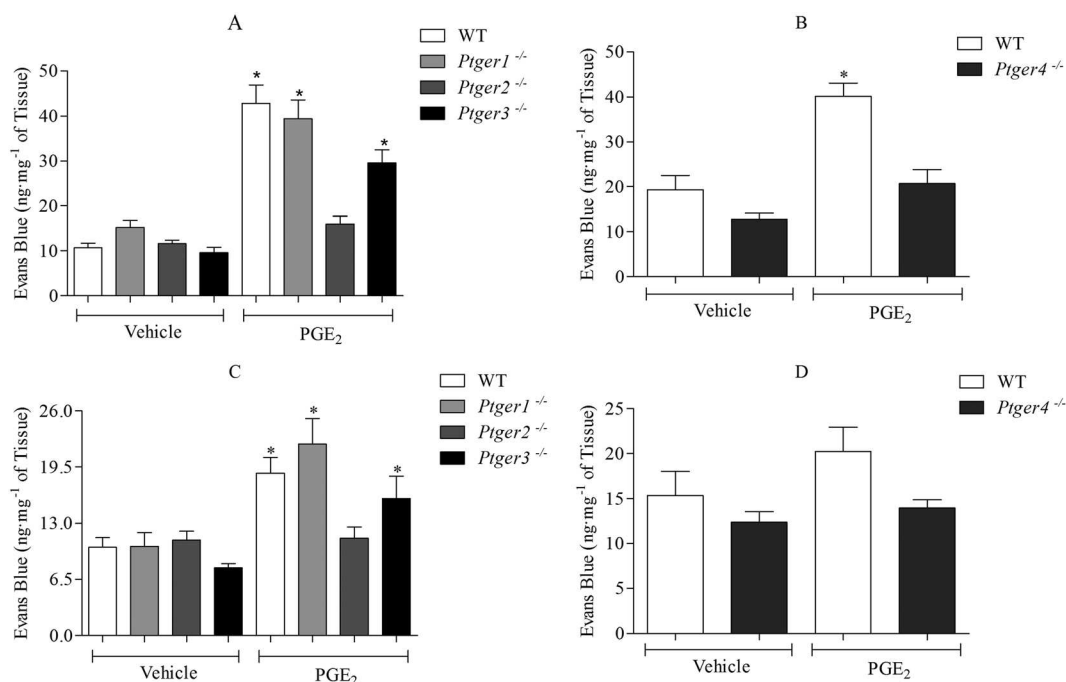 A
WT
Ptger1 -/-
Ptger2 -/-
Ptger3 -/-
Evans Blue (ng·mg⁻¹ of Tissue)
50
40
30
20
10
0
* * *
Vehicle
PGE₂
B
WT
Ptger4 -/-
Evans Blue (ng·mg⁻¹ of Tissue)
50
40
30
20
10
0
*
Vehicle
PGE₂
C
WT
Ptger1 -/-
Ptger2 -/-
Ptger3 -/-
Evans Blue (ng·mg⁻¹ of Tissue)
26.0
19.5
13.0
6.5
0.0
* * *
Vehicle
PGE₂
D
WT
Ptger4 -/-
Evans Blue (ng·mg⁻¹ of Tissue)
25
20
15
10
5
0
Vehicle
PGE₂